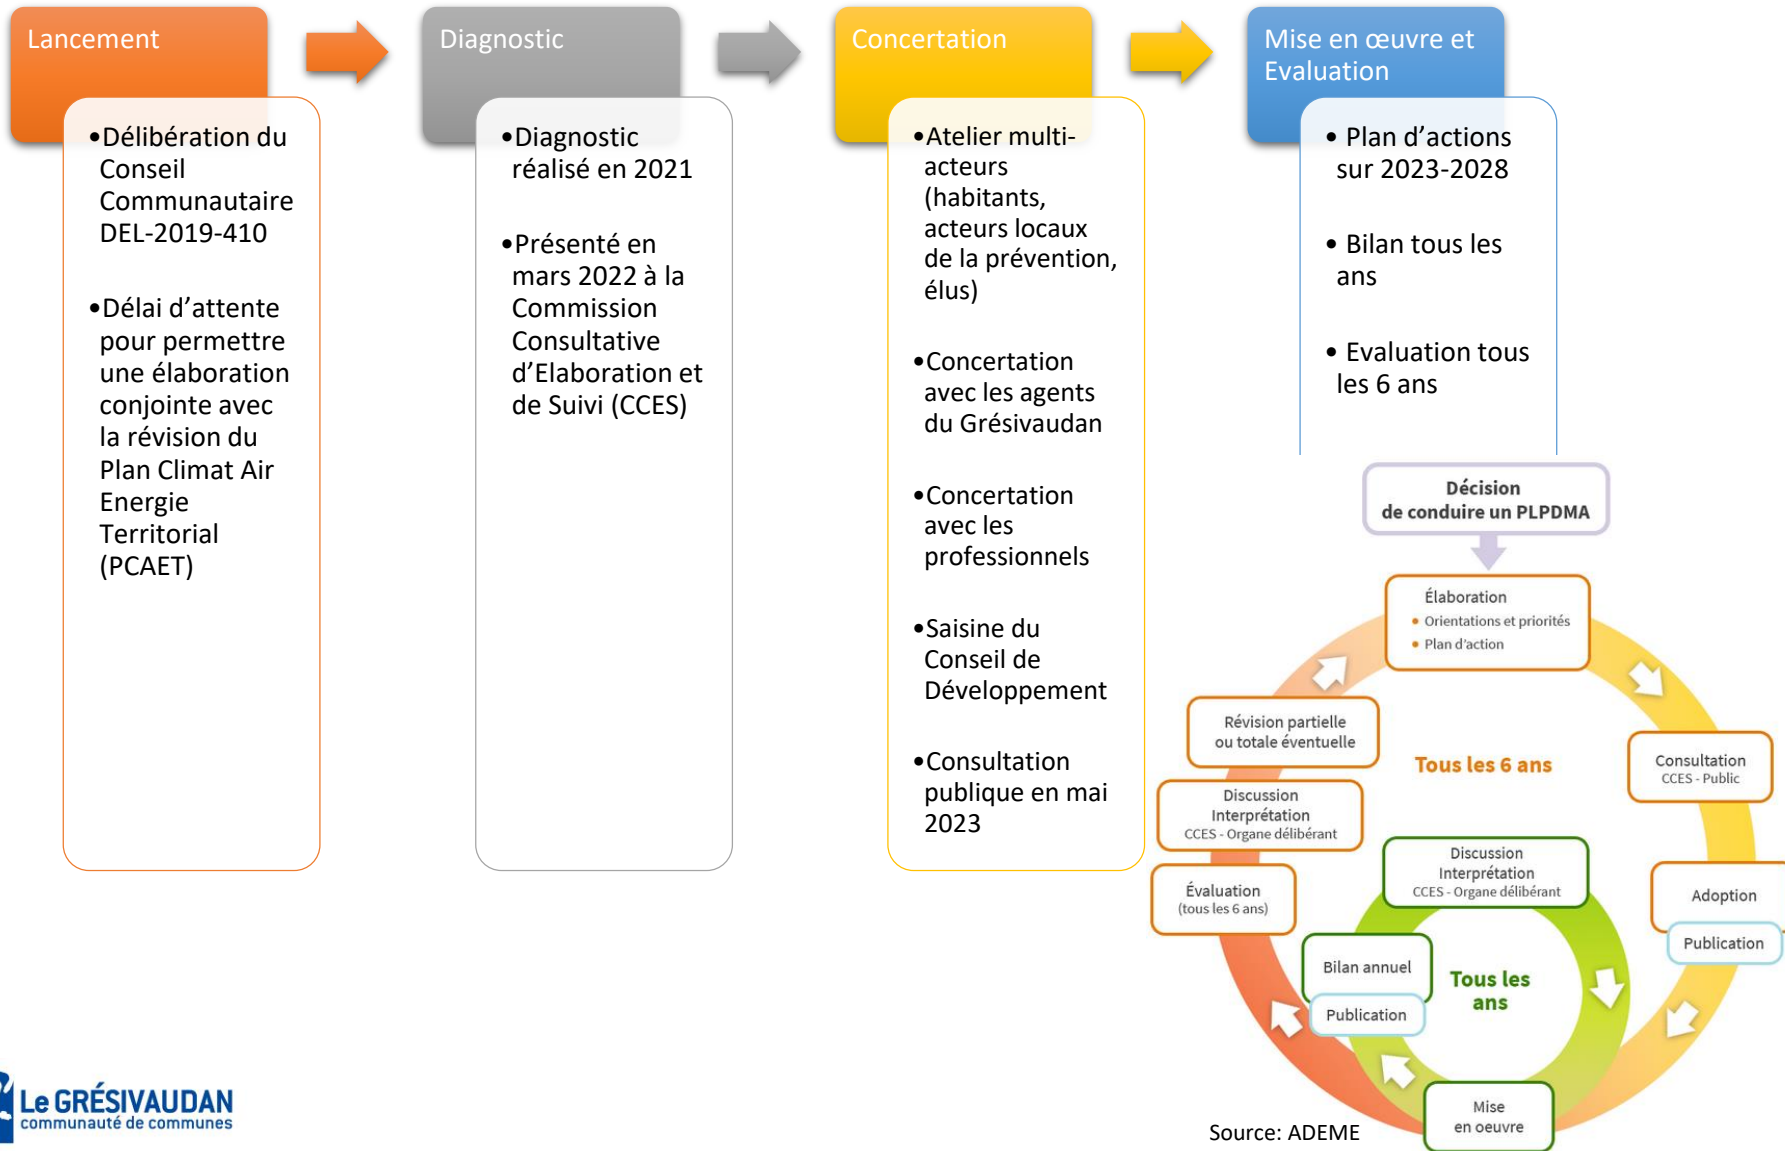 Lancement
•Délibération du
Conseil
Communautaire
DEL-2019-410
•Délai d’attente
pour permettre
une élaboration
conjointe avec
la révision du
Plan Climat Air
Energie
Territorial
(PCAET)
Diagnostic
•Diagnostic
réalisé en 2021
•Présenté en
mars 2022 à la
Commission
Consultative
d’Elaboration et
de Suivi (CCES)
Concertation
•Atelier multi-
acteurs
(habitants,
acteurs locaux
de la prévention,
élus)
•Concertation
avec les agents
du Grésivaudan
•Concertation
avec les
professionnels
•Saisine du
Conseil de
Développement
•Consultation
publique en mai
2023
Mise en œuvre et
Evaluation
• Plan d’actions
sur 2023-2028
• Bilan tous les
ans
• Evaluation tous
les 6 ans
Décision
de conduire un PLPDMA
Élaboration
• Orientations et priorités
• Plan d’action
Consultation
CCES - Public
Adoption
Publication
Mise
en oeuvre
Évaluation
(tous les 6 ans)
Discussion
Interprétation
CCES - Organe délibérant
Révision partielle
ou totale éventuelle
Tous les 6 ans
Discussion
Interprétation
CCES - Organe délibérant
Bilan annuel
Publication
Tous les
ans
Source: ADEME
Le GRÉSIVAUDAN
communauté de communes